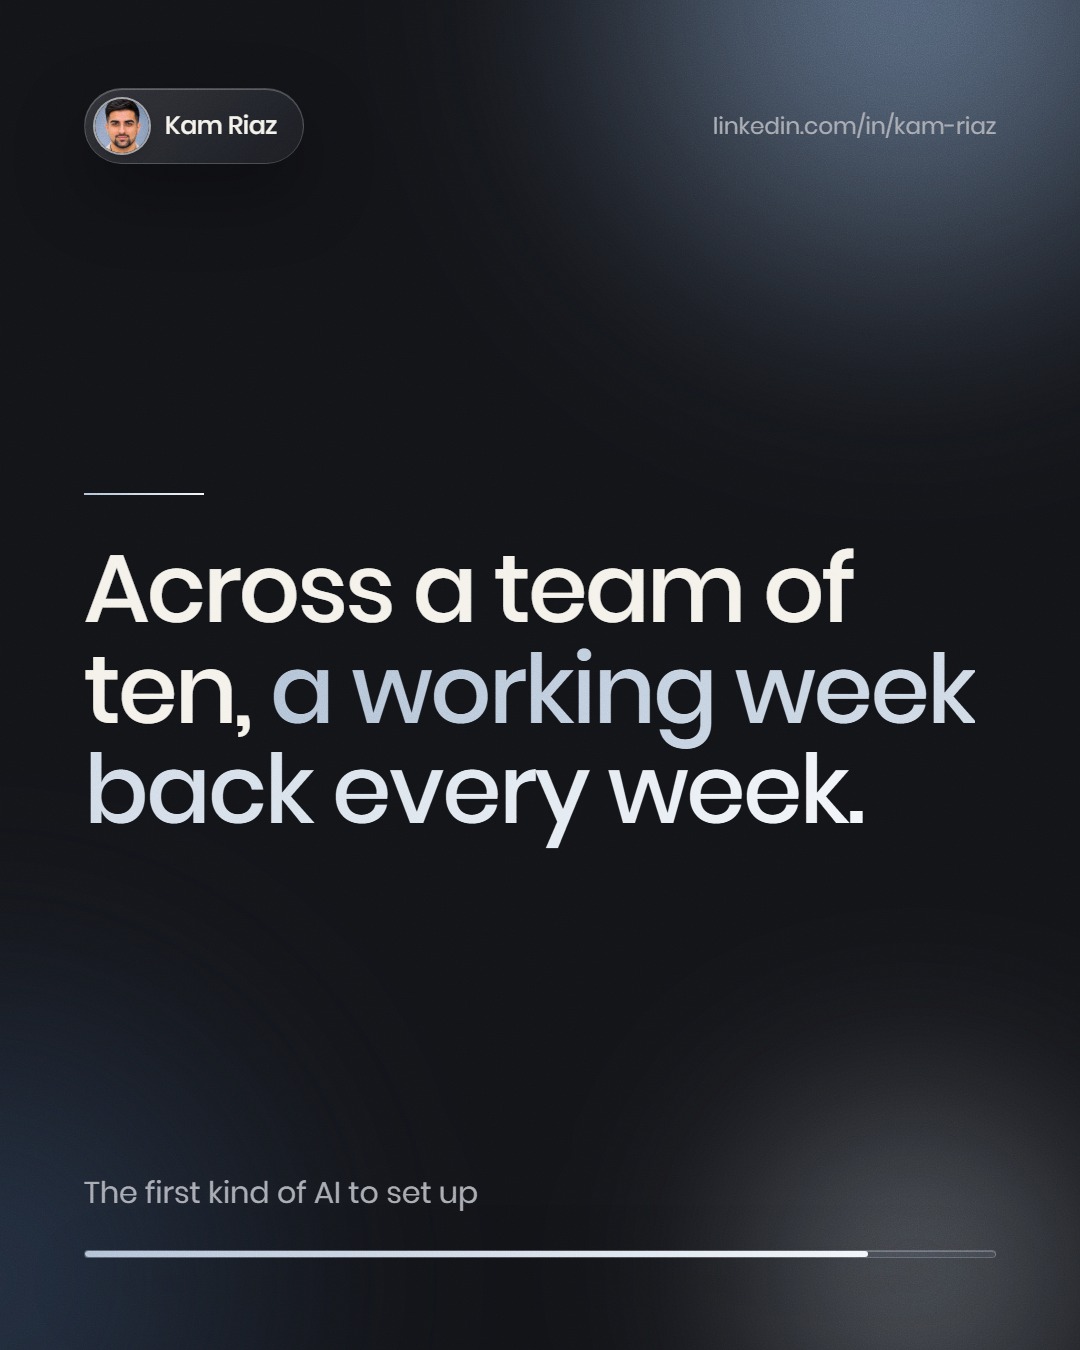 Kam Riaz
linkedin.com/in/kam-riaz
Across a team of
ten, a working week
back every week.
The first kind of AI to set up